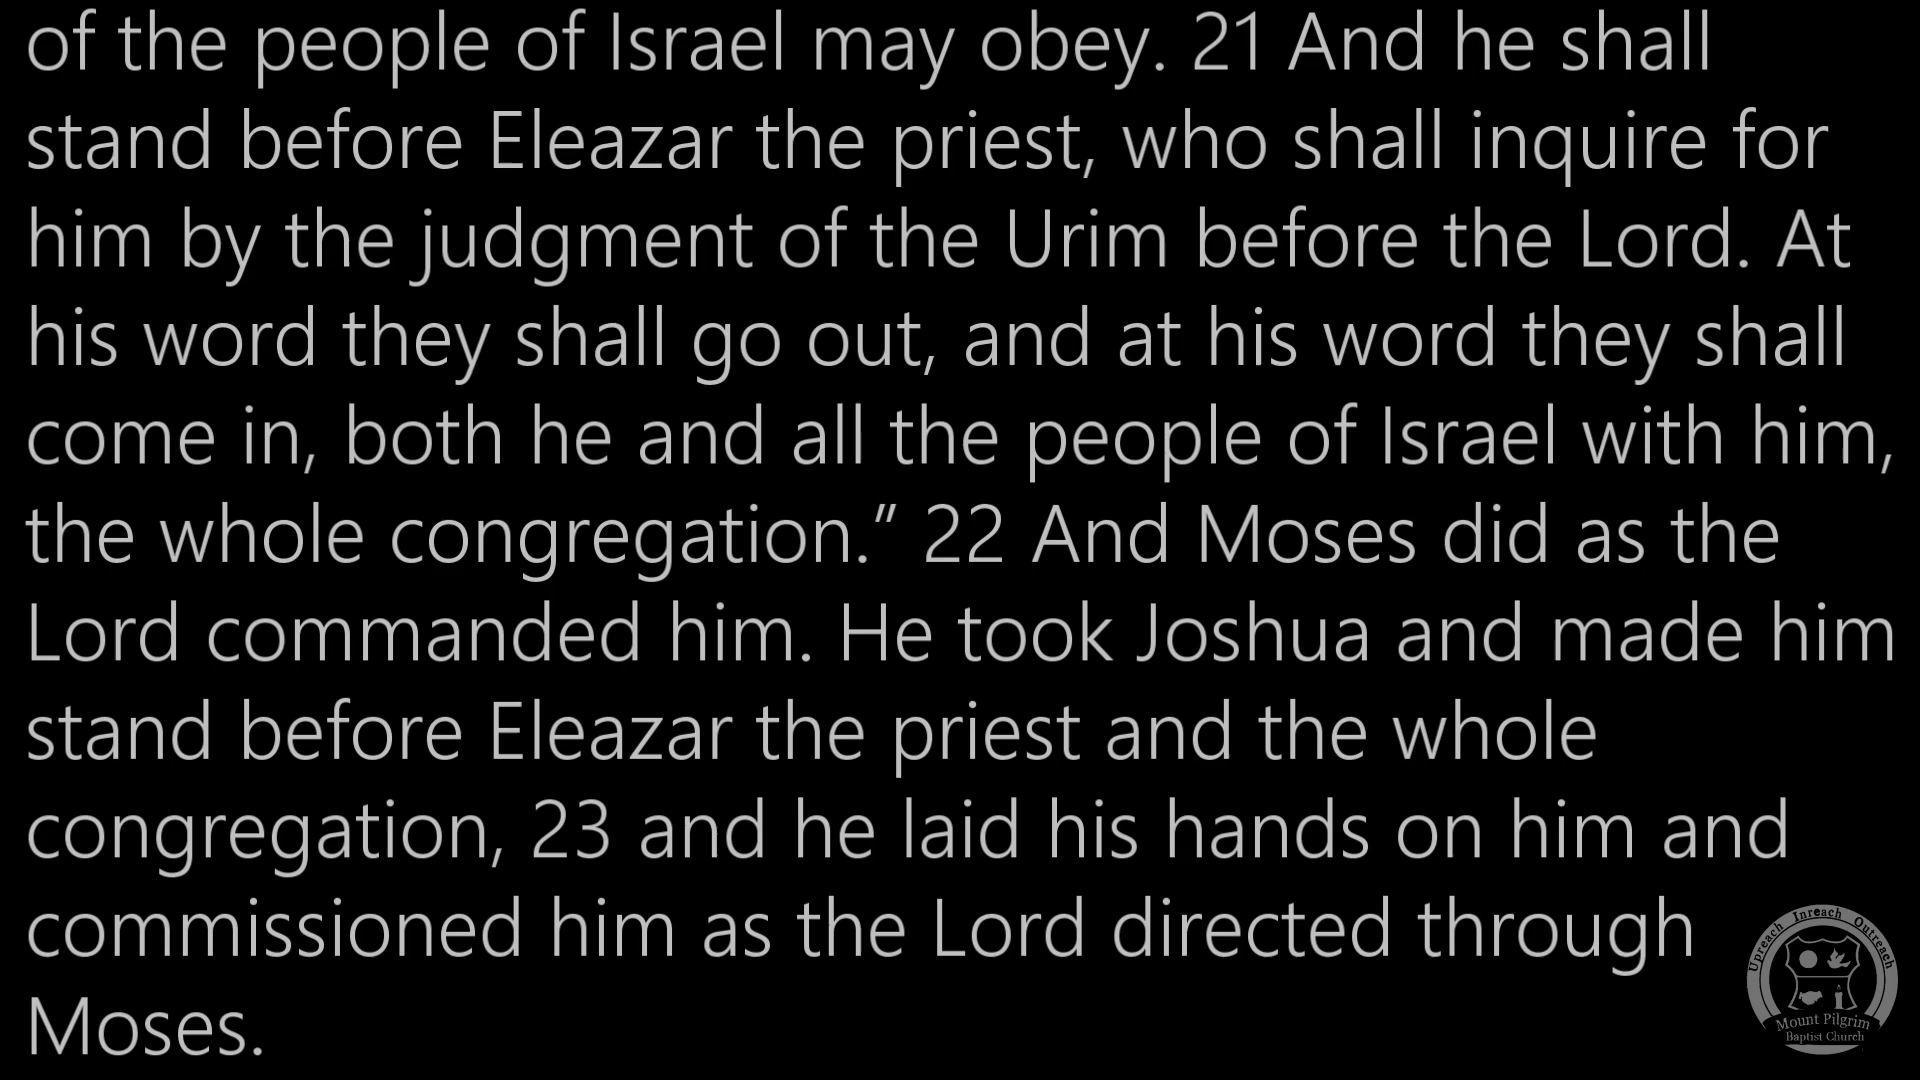 of the people of Israel may obey. 21 And he shall
stand before Eleazar the priest, who shall inquire for
him by the judgment of the Urim before the Lord. At
his word they shall go out, and at his word they shall
come in, both he and all the people of Israel with him,
the whole congregation.” 22 And Moses did as the
Lord commanded him. He took Joshua and made him
stand before Eleazar the priest and the whole
congregation, 23 and he laid his hands on him and
commissioned him as the Lord directed through
Moses.
Upreach Inreach Outreach
Mount Pilgrim
Baptist Church